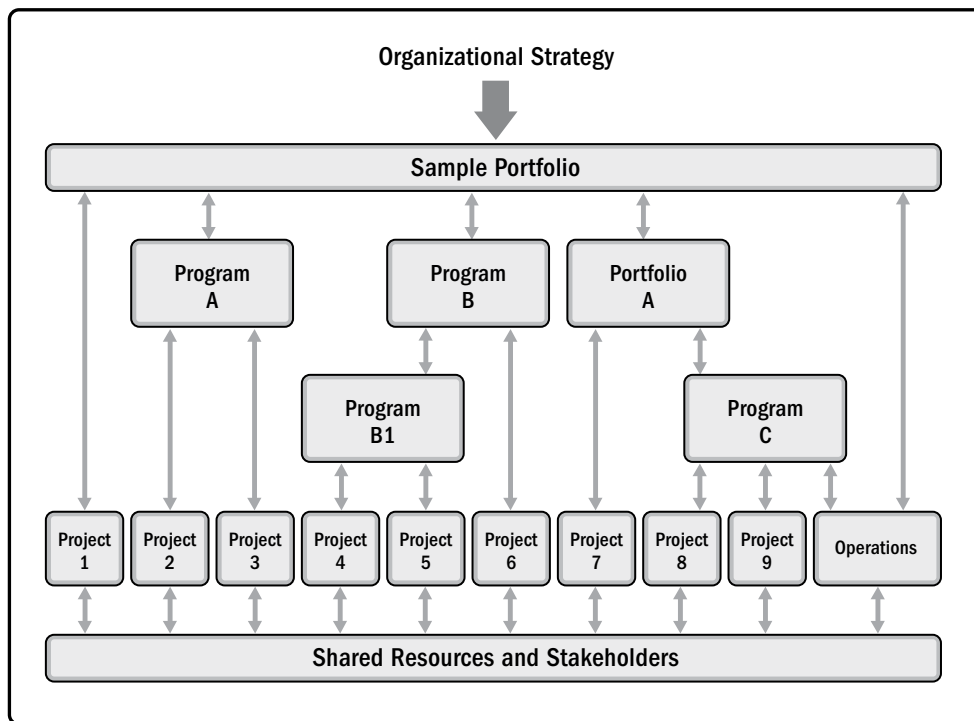 Organizational Strategy
Sample Portfolio
Program
A
Program
B
Portfolio
A
Program
B1
Program
C
Project
1
Project
2
Project
3
Project
4
Project
5
Project
6
Project
7
Project
8
Project
9
Operations
Shared Resources and Stakeholders